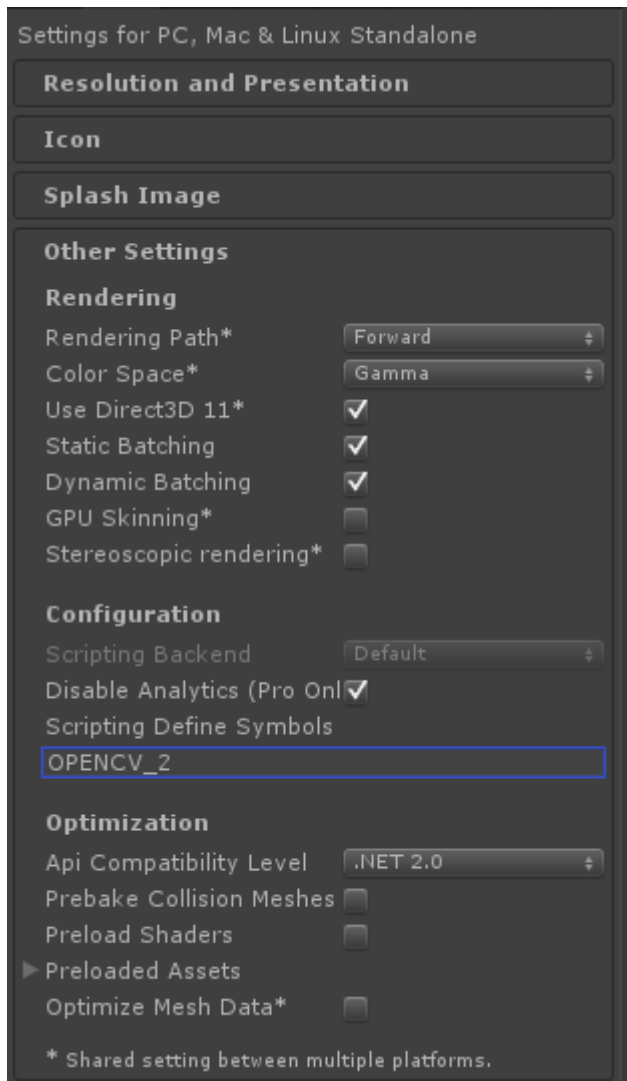 Settings for PC, Mac & Linux Standalone
Resolution and Presentation
Icon
Splash Image
Other Settings
Rendering
Rendering Path* Forward
Color Space* Gamma
Use Direct3D 11*
Static Batching
Dynamic Batching
GPU Skinning*
Stereoscopic rendering*
Configuration
Scripting Backend Default
Disable Analytics (Pro Onl
Scripting Define Symbols
OPENCV_2
Optimization
Api Compatibility Level .NET 2.0
Prebake Collision Meshes
Preload Shaders
Preloaded Assets
Optimize Mesh Data*
* Shared setting between multiple platforms.